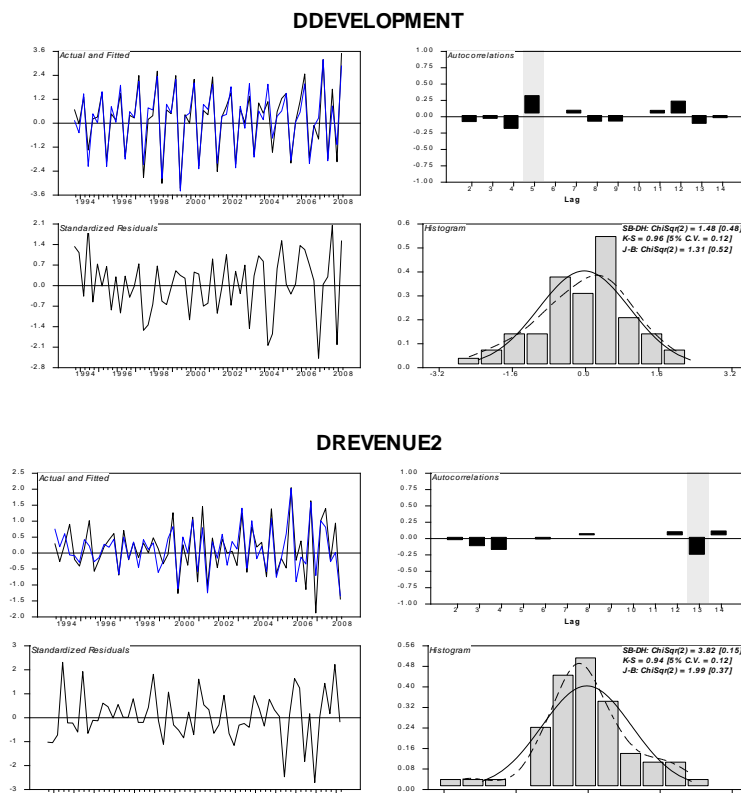 DDEVELOPMENT
Actual and Fitted
3.6
2.4
1.2
0.0
-1.2
-2.4
-3.6
1994 1996 1998 2000 2002 2004 2006 2008
Autocorrelations
1.00
0.75
0.50
0.25
0.00
-0.25
-0.50
-0.75
-1.00
2 3 4 5 6 7 8 9 10 11 12 13 14
Lag
Standardized Residuals
2.1
1.4
0.7
0.0
-0.7
-1.4
-2.1
-2.8
1994 1996 1998 2000 2002 2004 2006 2008
Histogram
SB-DH: ChiSqr(2) = 1.48 [0.48]
K-S = 0.96 [5% C.V. = 0.12]
J-B: ChiSqr(2) = 1.31 [0.52]
0.6
0.5
0.4
0.3
0.2
0.1
0.0
-3.2 -1.6 0.0 1.6 3.2
DREVENUE2
Actual and Fitted
2.5
2.0
1.5
1.0
0.5
0.0
-0.5
-1.0
-1.5
-2.0
1994 1996 1998 2000 2002 2004 2006 2008
Autocorrelations
1.00
0.75
0.50
0.25
0.00
-0.25
-0.50
-0.75
-1.00
2 3 4 5 6 7 8 9 10 11 12 13 14
Lag
Standardized Residuals
3
2
1
0
-1
-2
-3
Histogram
SB-DH: ChiSqr(2) = 3.82 [0.15]
K-S = 0.94 [5% C.V. = 0.12]
J-B: ChiSqr(2) = 1.99 [0.37]
0.56
0.48
0.40
0.32
0.24
0.16
0.08
0.00